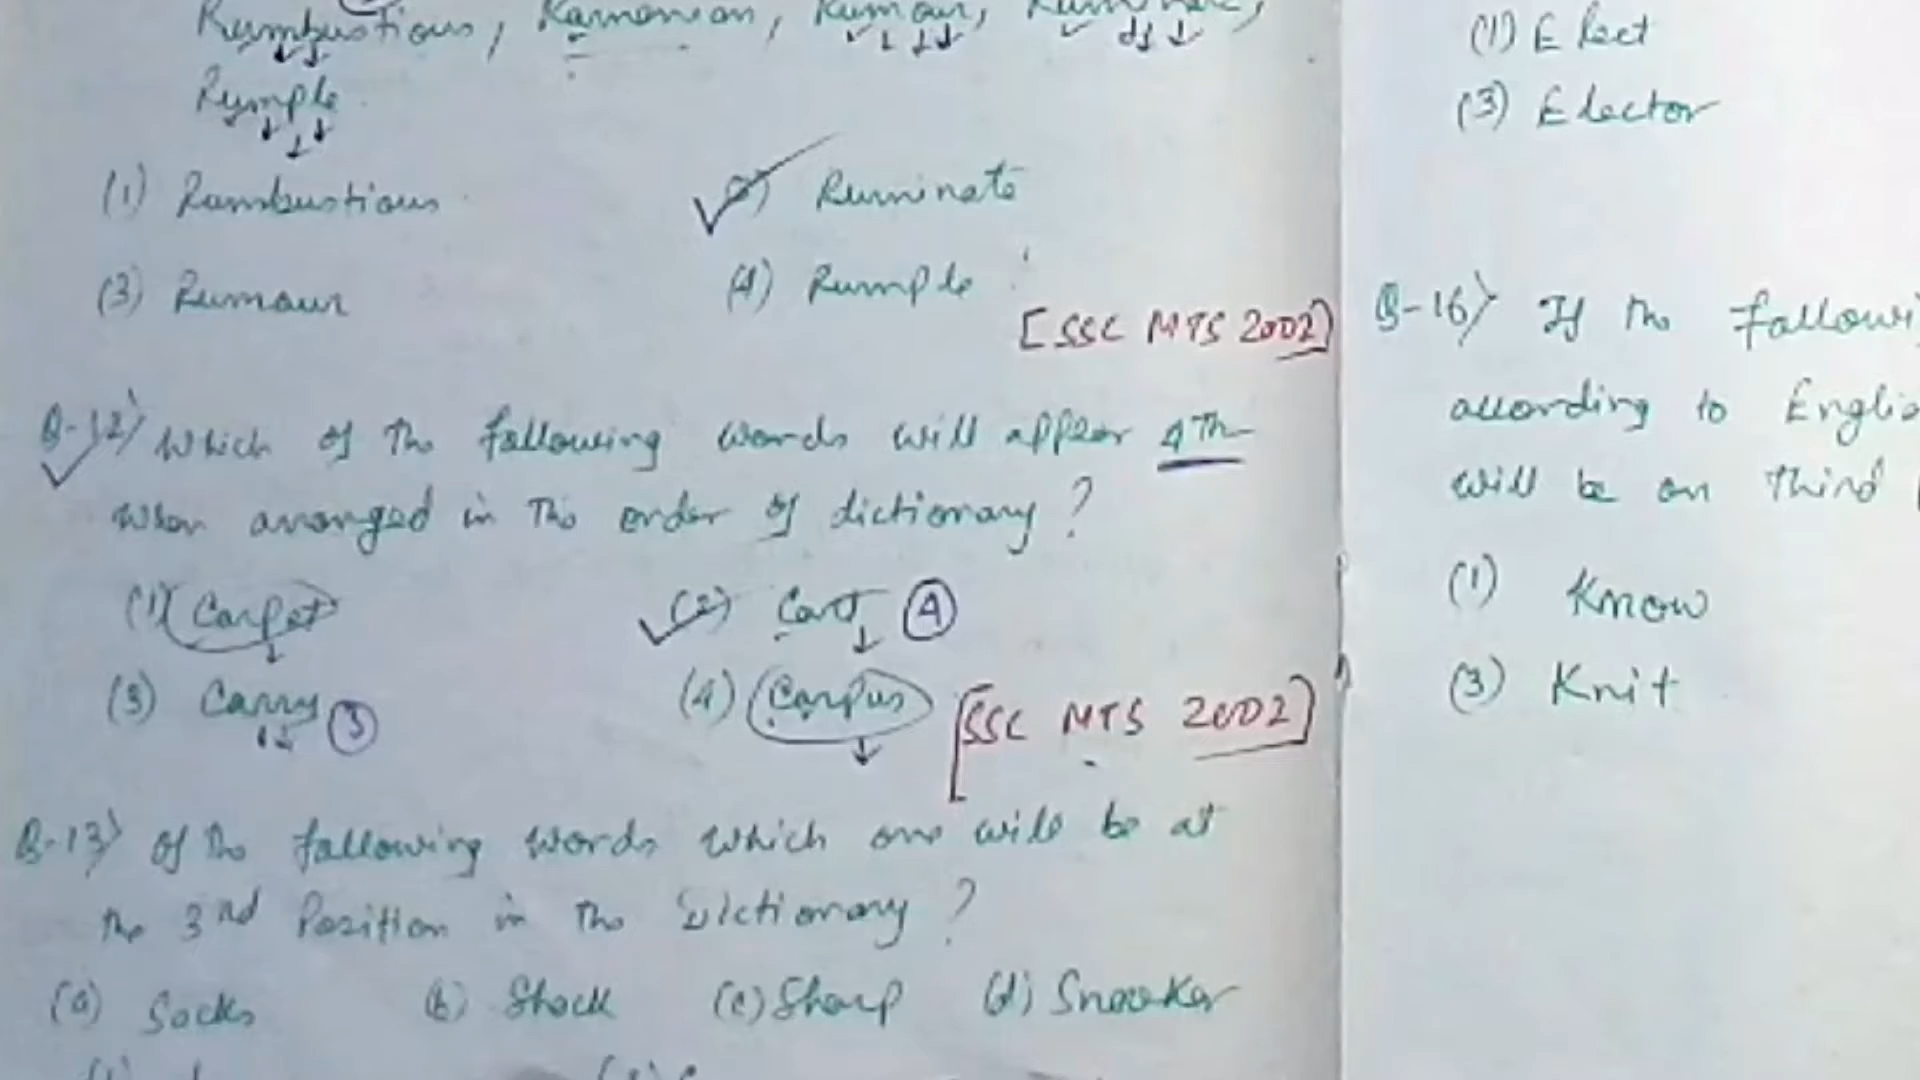 Rumbustious, Ramonean, Rumour, Ruminate,
Rumple
(1) Rambustious (2) Ruminate
(3) Rumour (4) Rumple
[SSC MTS 2002]
Q-12) Which of the following words will appear 4th
when arranged in the order of dictionary?
(1) Carpet (2) Cart 4
(3) Carry 3 (4) Corpus [SSC MTS 2002]
Q-13) Of the following words which one will be at
the 3rd Position in the Dictionary?
(a) Socks (b) Shock (c) Sharp (d) Sneaker
(1) Elect
(3) Elector
Q-16) If the followi
according to Englis
will be on third
(1) Know
(3) Knit